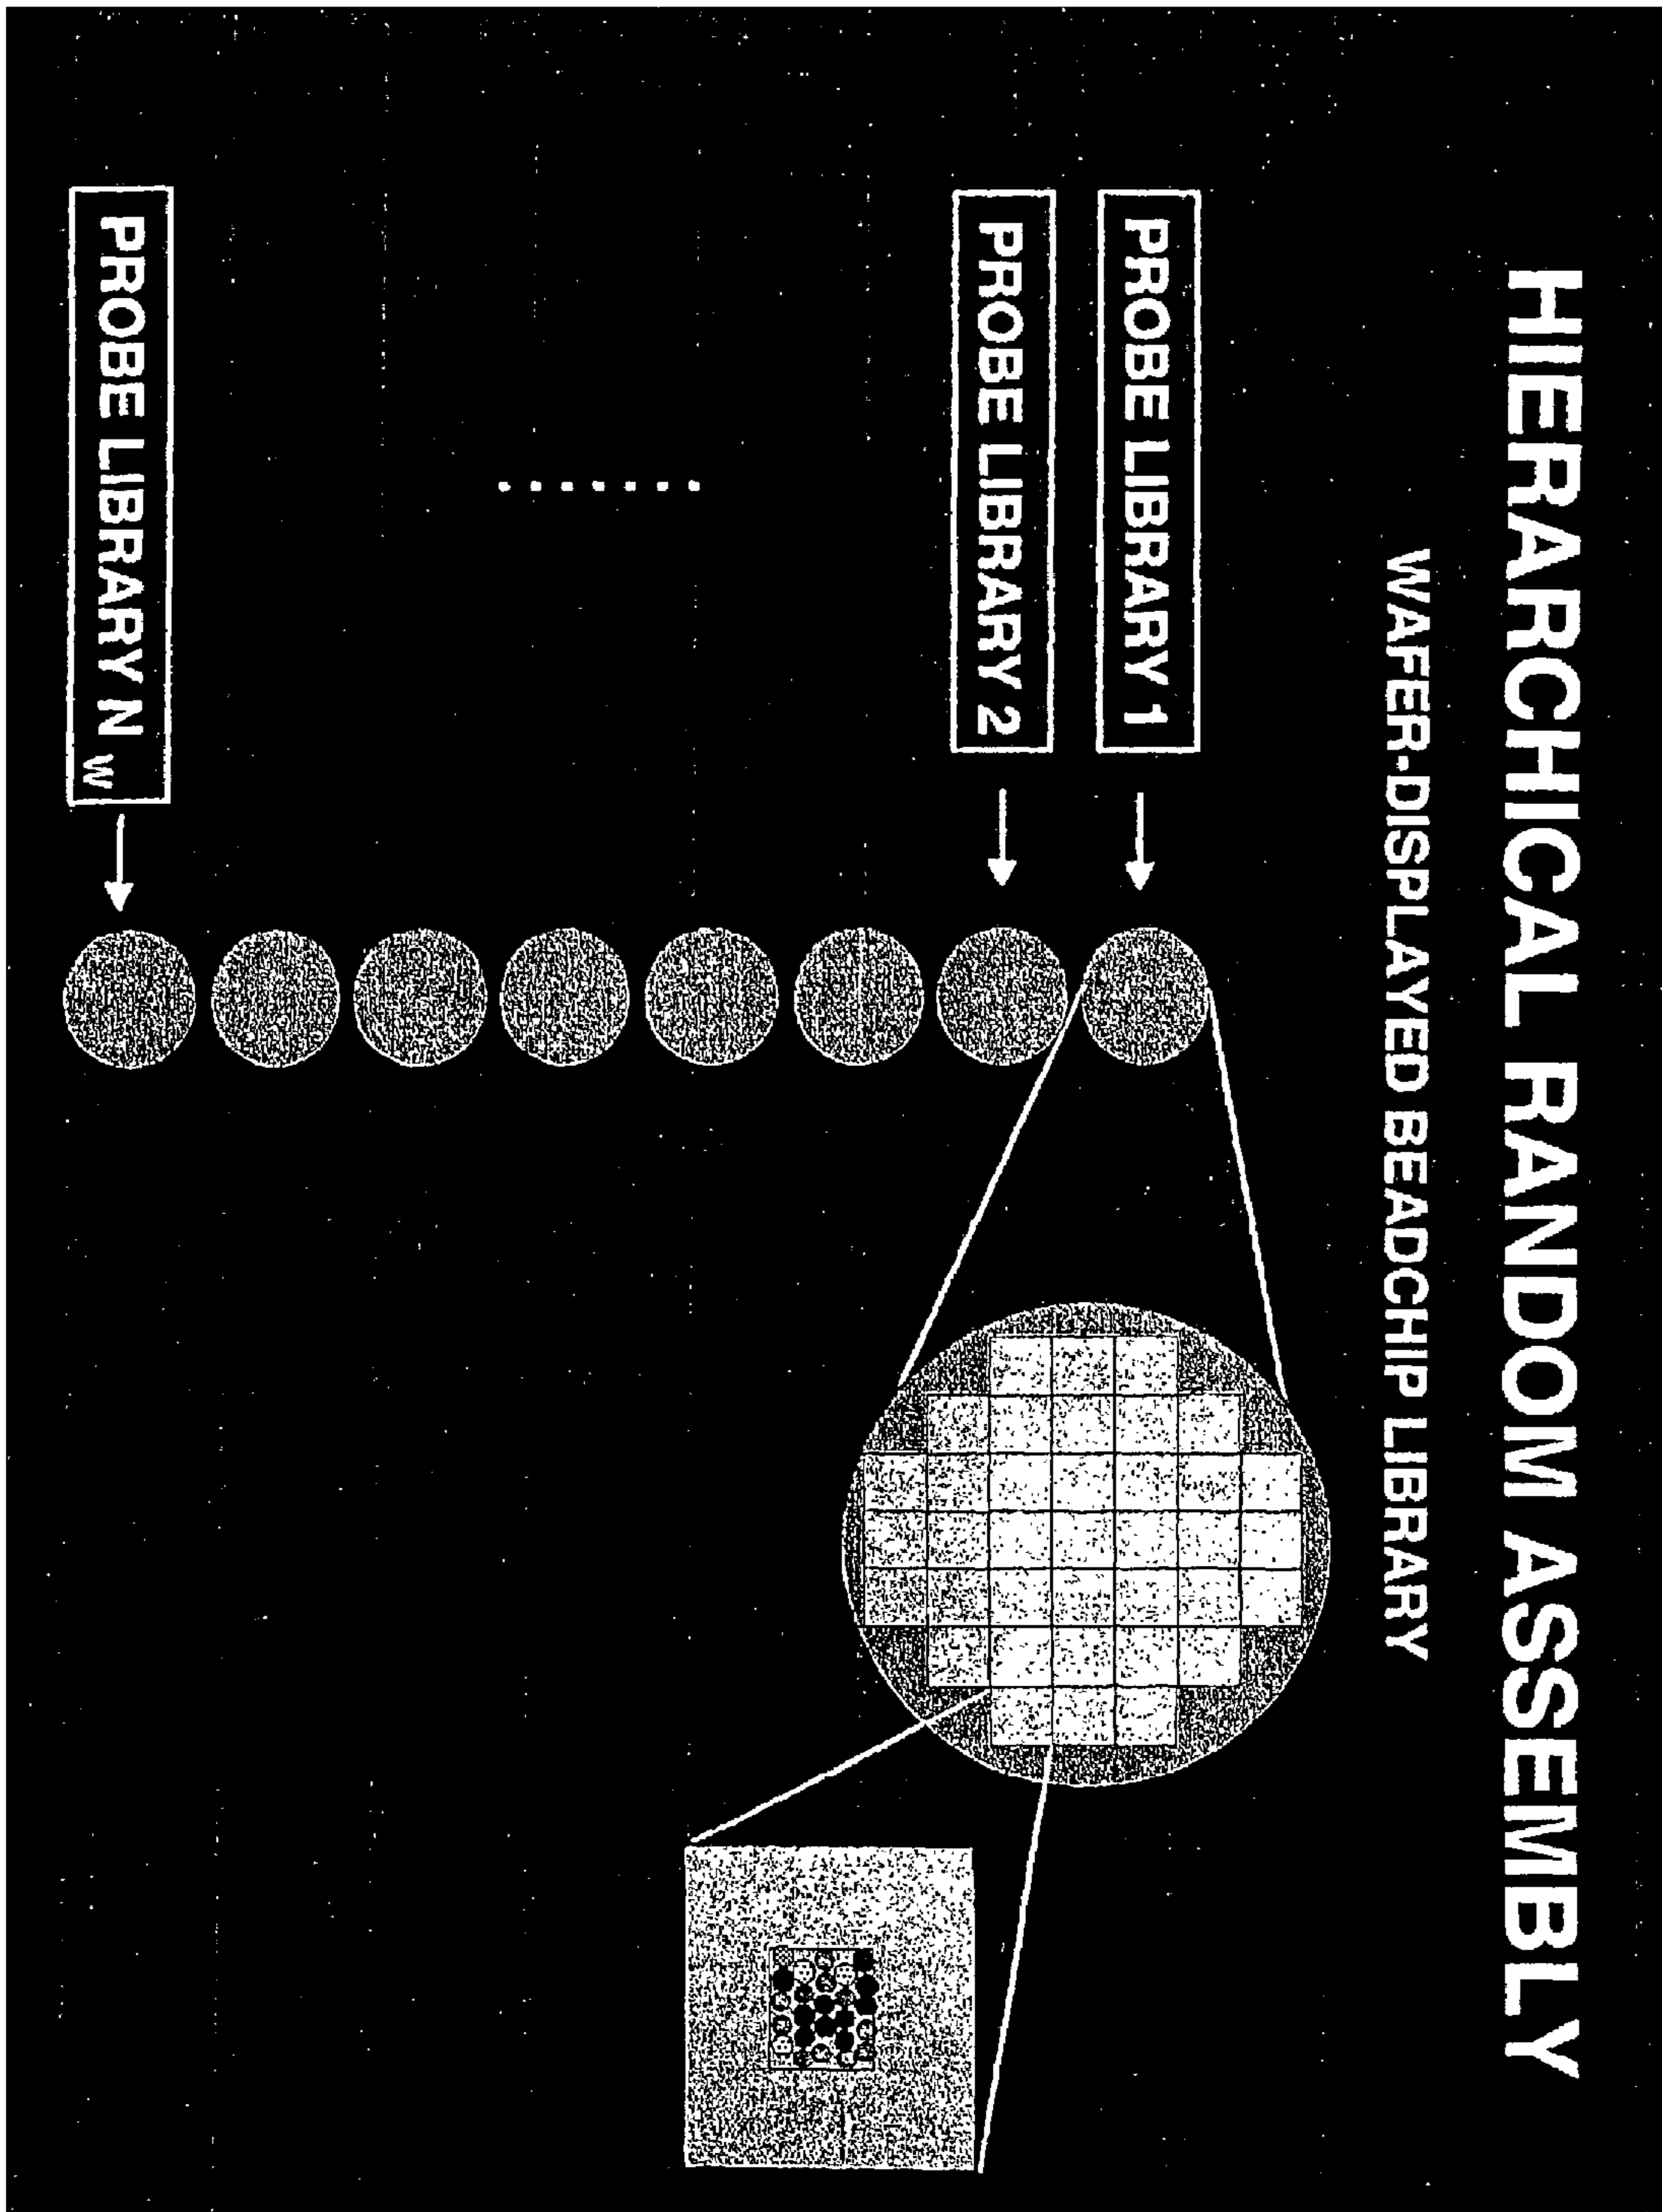 HIERARCHICAL RANDOM ASSEMBLY
WAFER-DISPLAYED BEADCHIP LIBRARY
PROBE LIBRARY 1
PROBE LIBRARY 2
PROBE LIBRARY N W